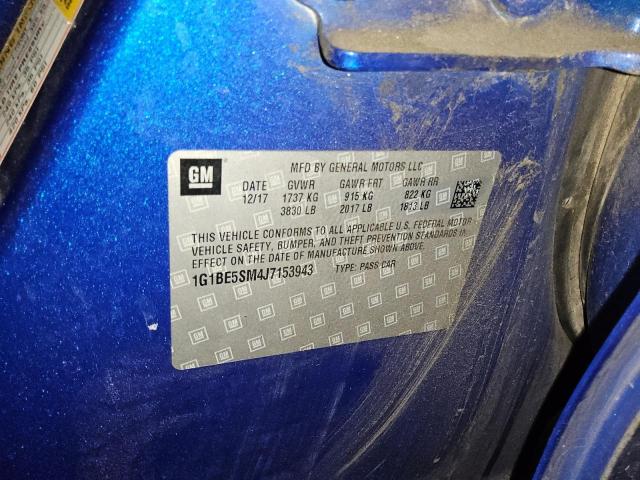 GM
MFD BY GENERAL MOTORS LLC
DATE GVWR GAWR FRT GAWR RR
12/17 1737 KG 915 KG 822 KG
3830 LB 2017 LB 1813 LB
THIS VEHICLE CONFORMS TO ALL APPLICABLE U.S. FEDERAL MOTOR
VEHICLE SAFETY, BUMPER, AND THEFT PREVENTION STANDARDS IN
EFFECT ON THE DATE OF MANUFACTURE SHOWN ABOVE.
1G1BE5SM4J7153943 TYPE: PASS CAR